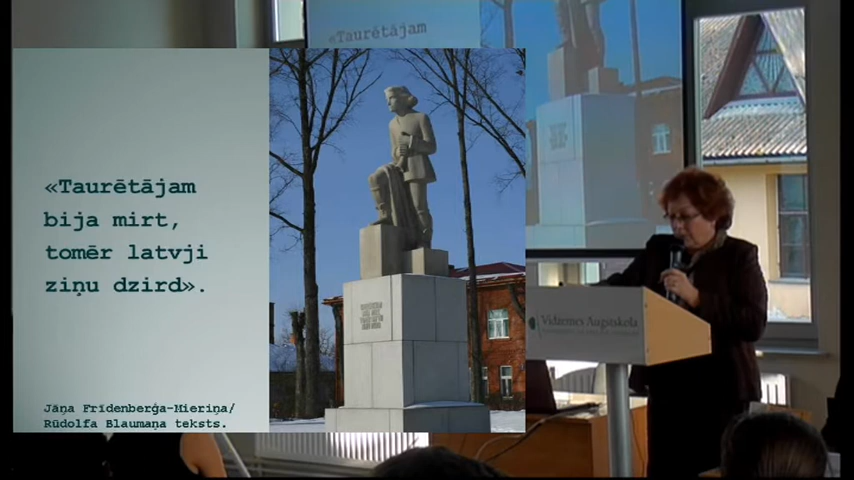 «Taurētājam
«Taurētājam
bija mirt,
tomēr latvji
ziņu dzird».
Jāņa Frīdenberģa-Mieriņa/
Rūdolfa Blaumaņa teksts.
Vidzemes Augstskola